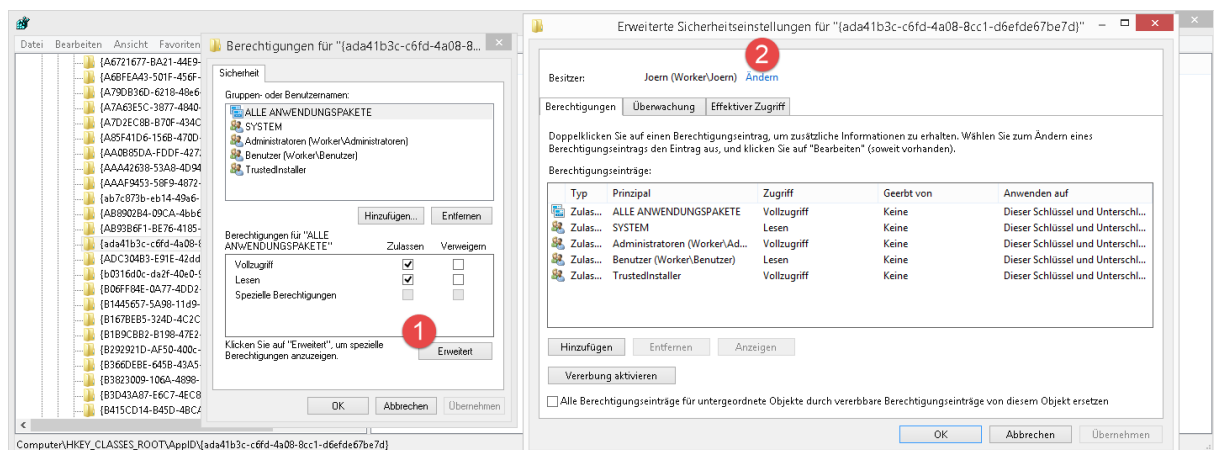 Datei Bearbeiten Ansicht Favoriten
{A6721677-BA21-44E9-
{A6BFEA43-501F-456F-
{A79DB36D-6218-48e6-
{A7A63E5C-3877-4840-
{A7D2EC8B-B70F-434C
{A85F41D6-156B-470D-
{AA0B85DA-FDDF-427
{AAA42638-53A8-4D94
{AAAF9453-58F9-4872-
{ab7c873b-eb14-49a6-
{AB8902B4-09CA-4bb6
{AB93B6F1-BE76-4185-
{ada41b3c-c6fd-4a08-8
{ADC304B3-E91E-42dd
{b0316d0c-da2f-40e0-9
{B06FF84E-0A77-4DD2-
{B1445657-5A98-11d9-
{B167BEB5-324D-4C2C
{B1B9CBB2-B198-47E2-
{B292921D-AF50-400c-
{B366DEBE-645B-43A5-
{B3823009-106A-4898-
{B3D43A87-E6C7-4EC8
{B415CD14-B45D-4BCA
Computer\HKEY_CLASSES_ROOT\AppID\{ada41b3c-c6fd-4a08-8cc1-d6efde67be7d}
Berechtigungen für "{ada41b3c-c6fd-4a08-8...
Sicherheit
Gruppen- oder Benutzernamen:
ALLE ANWENDUNGSPAKETE
SYSTEM
Administratoren (Worker\Administratoren)
Benutzer (Worker\Benutzer)
TrustedInstaller
Hinzufügen... Entfernen
Berechtigungen für "ALLE
ANWENDUNGSPAKETE" Zulassen Verweigern
Vollzugriff
Lesen
Spezielle Berechtigungen
1
Klicken Sie auf "Erweitert", um spezielle
Berechtigungen anzuzeigen. Erweitert
OK Abbrechen Übernehmen
Erweiterte Sicherheitseinstellungen für "{ada41b3c-c6fd-4a08-8cc1-d6efde67be7d}"
2
Besitzer: Joern (Worker\Joern) Ändern
Berechtigungen Überwachung Effektiver Zugriff
Doppelklicken Sie auf einen Berechtigungseintrag, um zusätzliche Informationen zu erhalten. Wählen Sie zum Ändern eines
Berechtigungseintrags den Eintrag aus, und klicken Sie auf "Bearbeiten" (soweit vorhanden).
Berechtigungseinträge:
Typ Prinzipal Zugriff Geerbt von Anwenden auf
Zulas... ALLE ANWENDUNGSPAKETE Vollzugriff Keine Dieser Schlüssel und Unterschl...
Zulas... SYSTEM Lesen Keine Dieser Schlüssel und Unterschl...
Zulas... Administratoren (Worker\Ad... Vollzugriff Keine Dieser Schlüssel und Unterschl...
Zulas... Benutzer (Worker\Benutzer) Lesen Keine Dieser Schlüssel und Unterschl...
Zulas... TrustedInstaller Vollzugriff Keine Dieser Schlüssel und Unterschl...
Hinzufügen Entfernen Anzeigen
Vererbung aktivieren
Alle Berechtigungseinträge für untergeordnete Objekte durch vererbbare Berechtigungseinträge von diesem Objekt ersetzen
OK Abbrechen Übernehmen